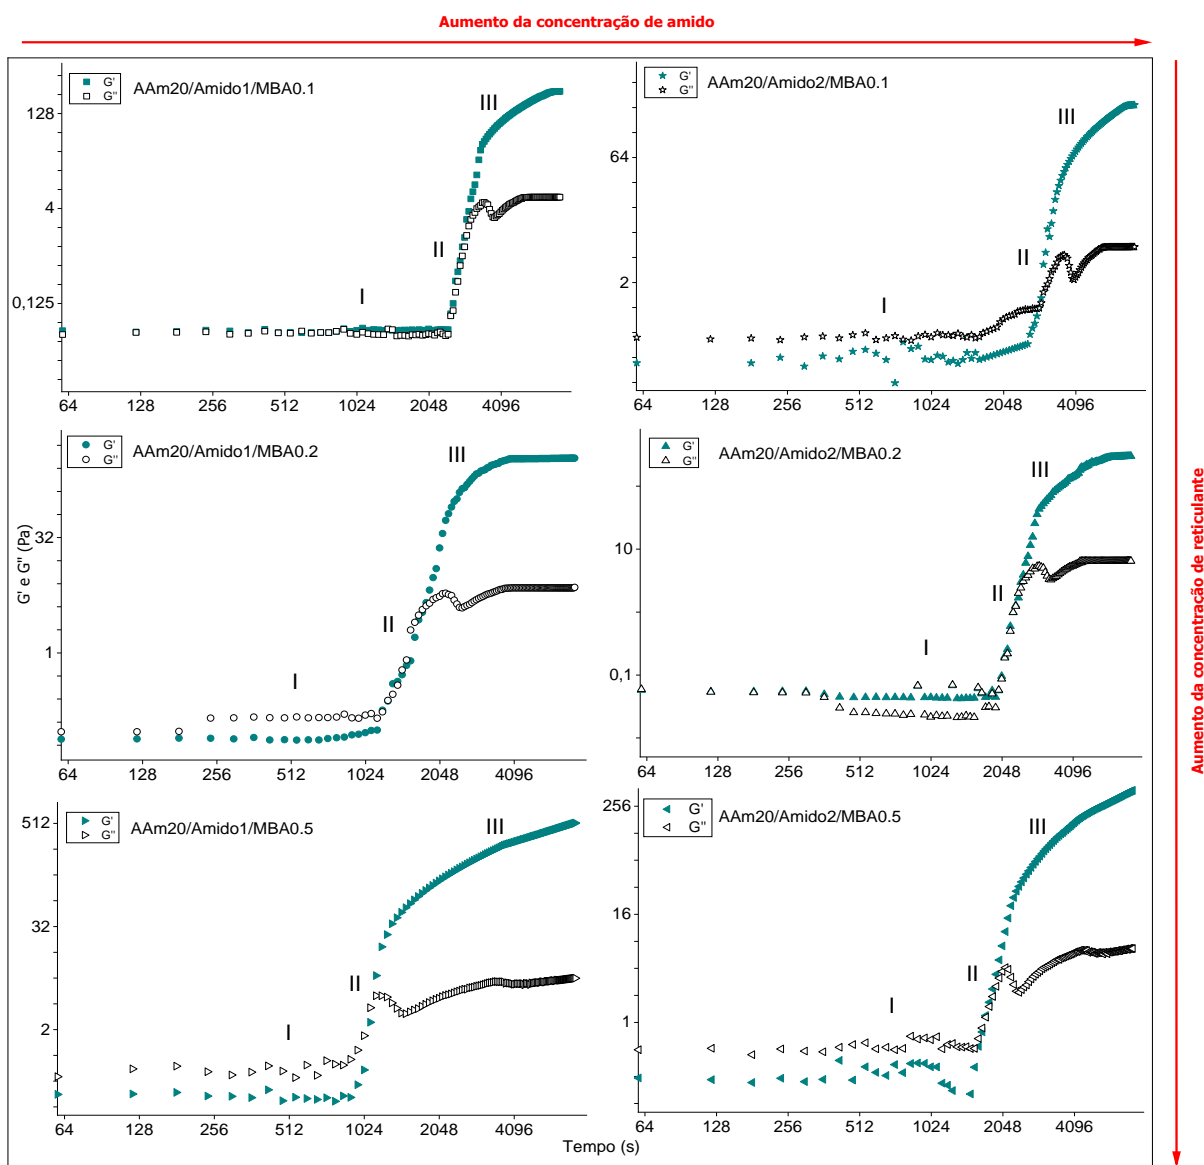 Aumento da concentração de amido
G'
G''
AAm20/Amido1/MBA0.1
III
128
4
II
0,125
I
64 128 256 512 1024 2048 4096
G'
G''
AAm20/Amido2/MBA0.1
III
64
II
2
I
64 128 256 512 1024 2048 4096
G'
G''
AAm20/Amido1/MBA0.2
III
32
II
1
I
64 128 256 512 1024 2048 4096
G'
G''
AAm20/Amido2/MBA0.2
III
10
II
I
0,1
64 128 256 512 1024 2048 4096
G' e G'' (Pa)
G'
G''
AAm20/Amido1/MBA0.5
512
III
32
II
2
I
64 128 256 512 1024 2048 4096
G'
G''
AAm20/Amido2/MBA0.5
256
III
16
II
1
I
64 128 256 512 1024 2048 4096
Tempo (s)
Aumento da concentração de reticulante